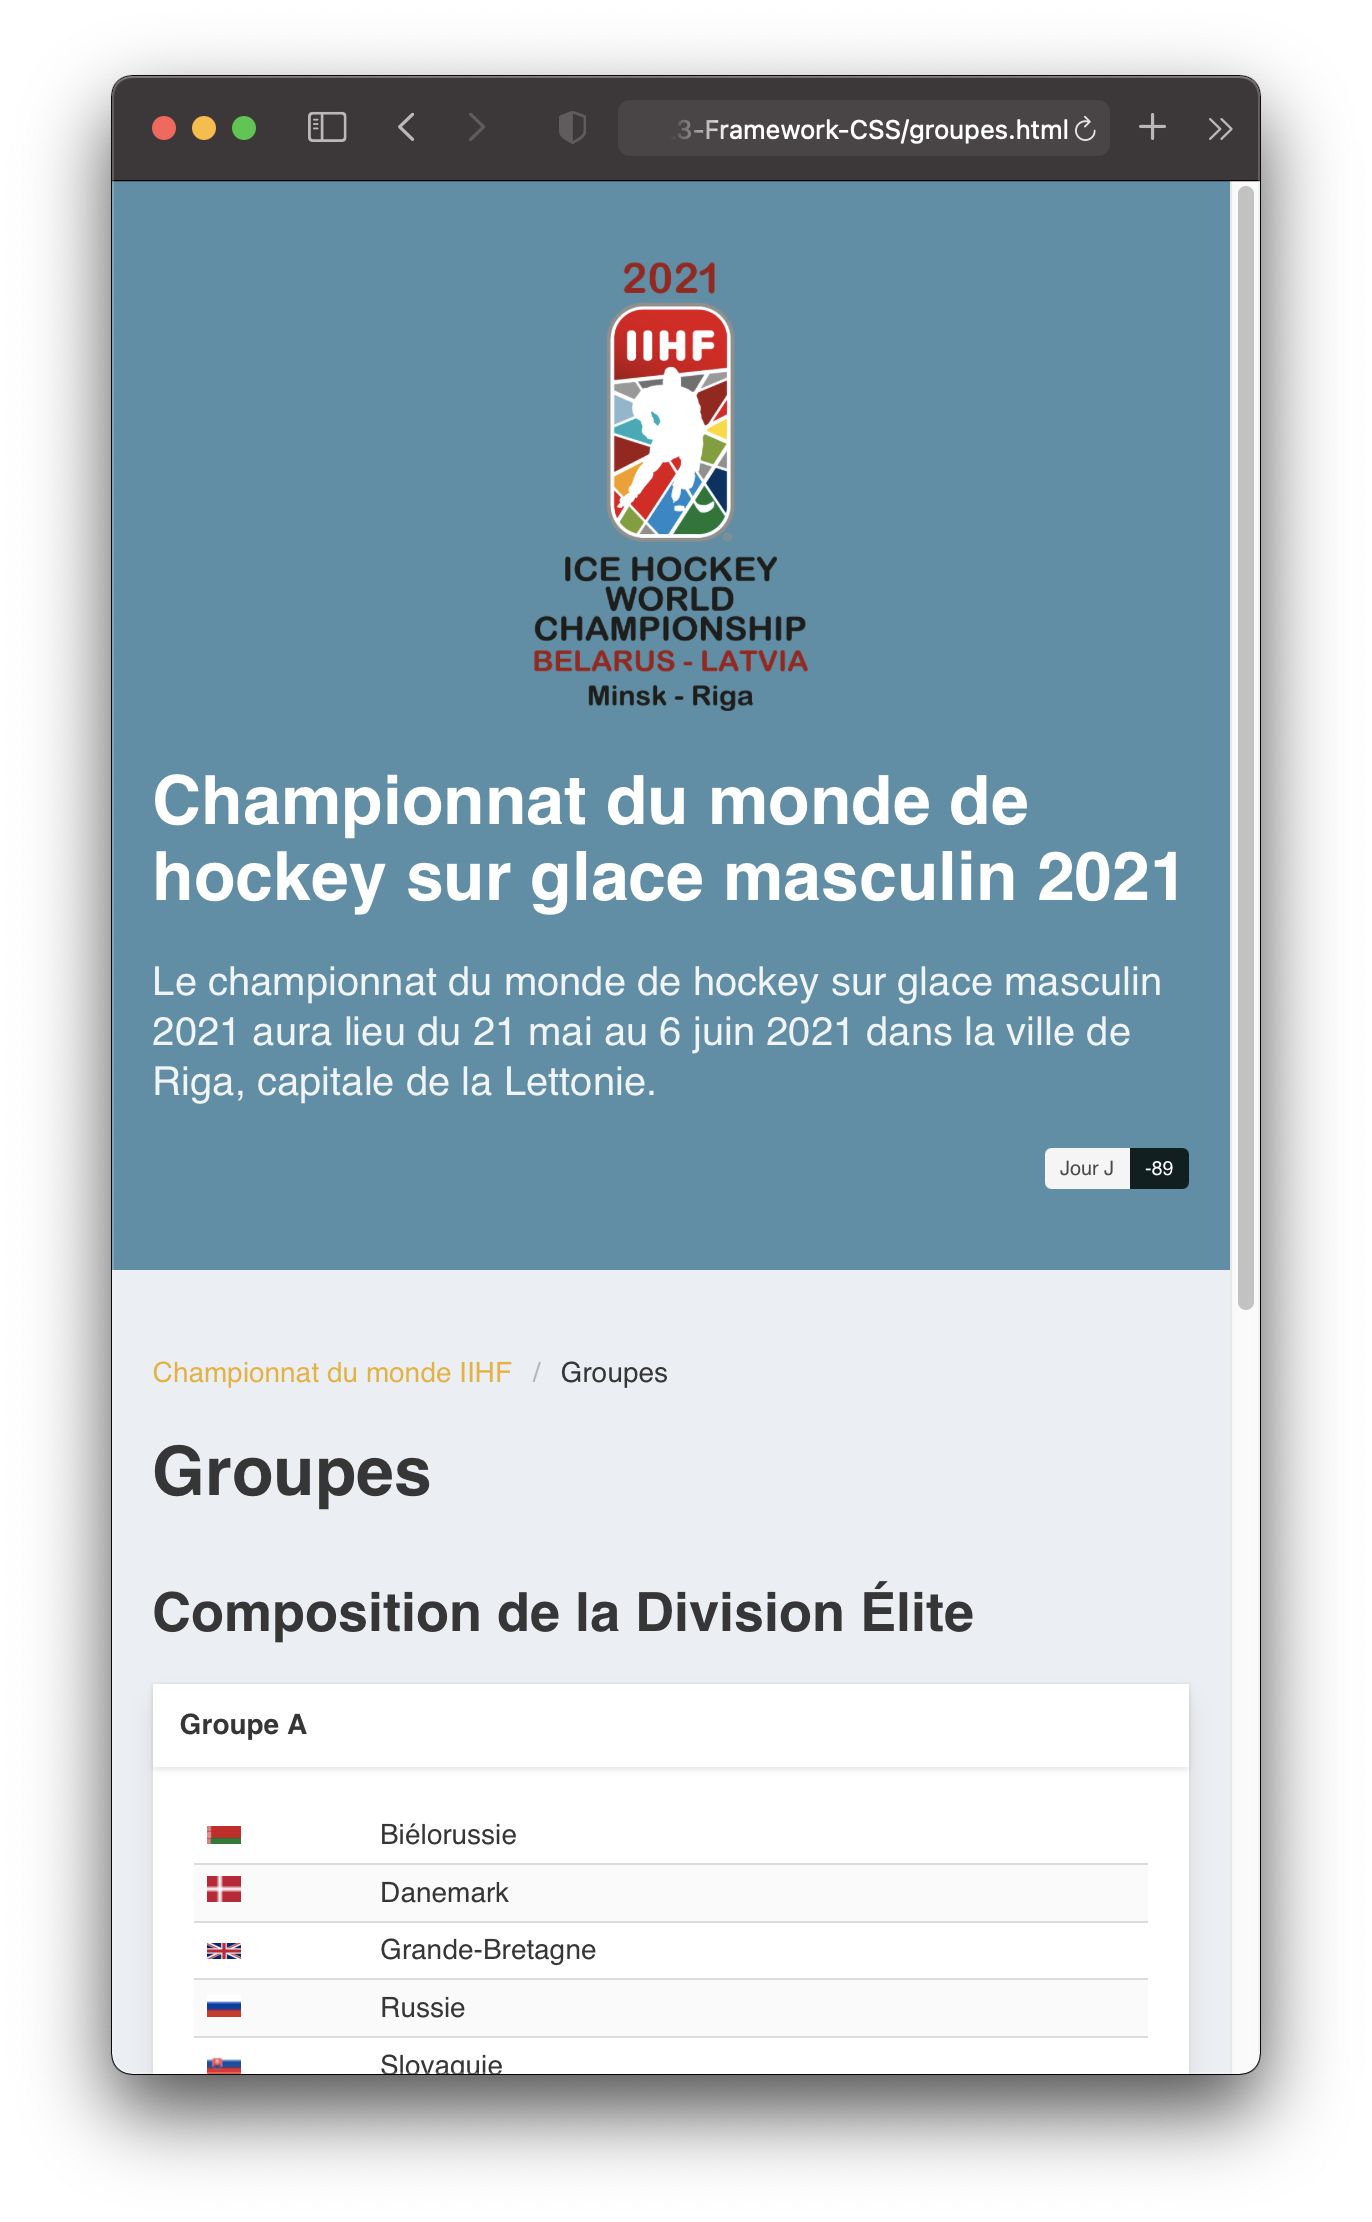 3-Framework-CSS/groupes.html
2021
IIHF
ICE HOCKEY
WORLD
CHAMPIONSHIP
BELARUS - LATVIA
Minsk - Riga
Championnat du monde de
hockey sur glace masculin 2021
Le championnat du monde de hockey sur glace masculin
2021 aura lieu du 21 mai au 6 juin 2021 dans la ville de
Riga, capitale de la Lettonie.
Jour J -89
Championnat du monde IIHF / Groupes
Groupes
Composition de la Division Élite
Groupe A
Biélorussie
Danemark
Grande-Bretagne
Russie
Slovaquie